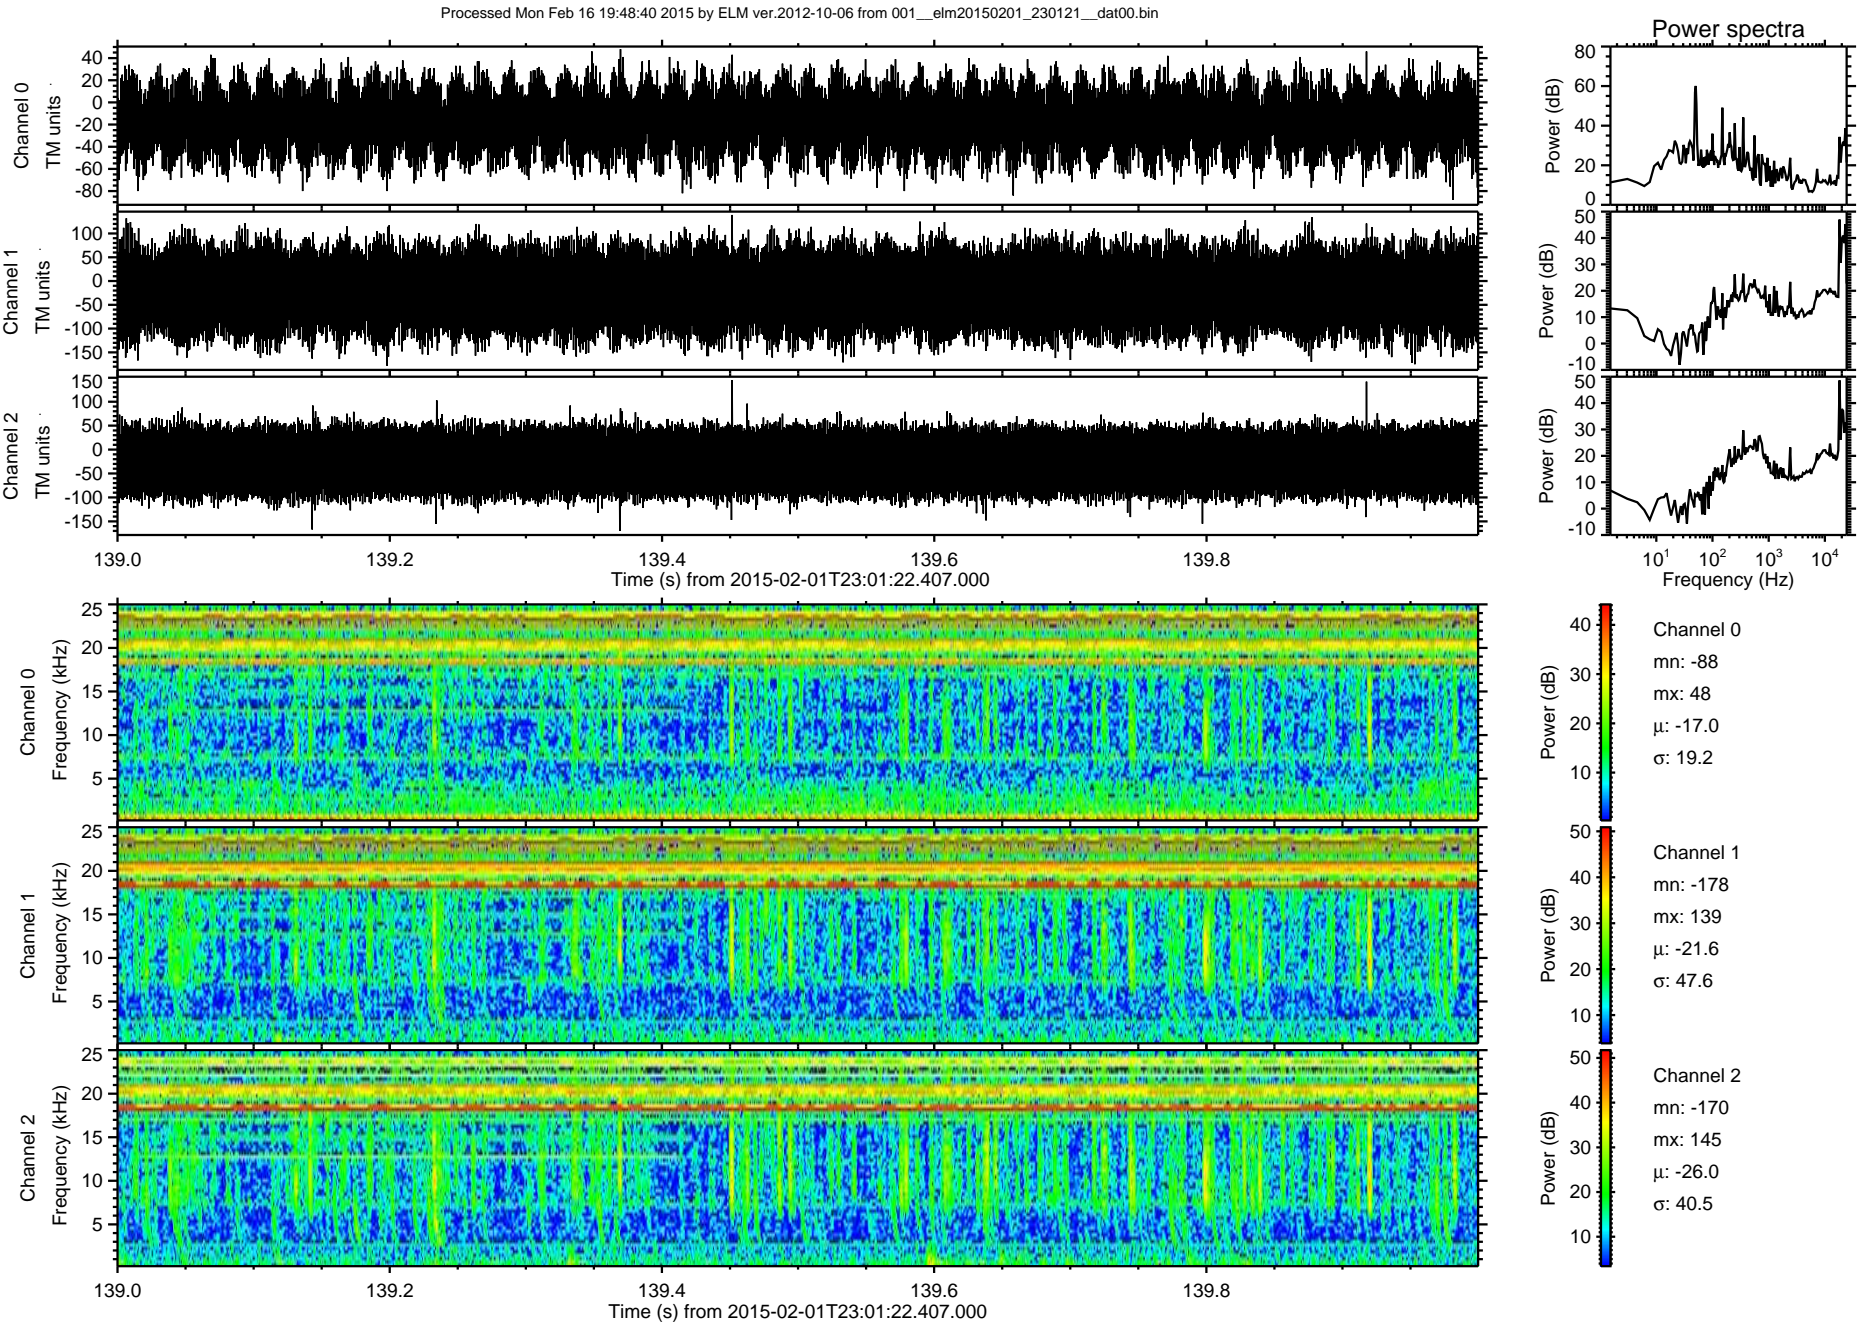 Processed Mon Feb 16 19:48:40 2015 by ELM ver.2012-10-06 from 001__elm20150201_230121__dat00.bin
Power spectra
Channel 0
TM units
40
20
0
-20
-40
-60
-80
Power (dB)
80
60
40
20
0
Channel 1
TM units
100
50
0
-50
-100
-150
Power (dB)
50
40
30
20
10
0
-10
Channel 2
TM units
150
100
50
0
-50
-100
-150
Power (dB)
50
40
30
20
10
0
-10
139.0 139.2 139.4 139.6 139.8
Time (s) from 2015-02-01T23:01:22.407.000
10^1 10^2 10^3 10^4
Frequency (Hz)
Channel 0
Frequency (kHz)
25
20
15
10
5
Power (dB)
40
30
20
10
Channel 0
mn: -88
mx: 48
μ: -17.0
σ: 19.2
Channel 1
Frequency (kHz)
25
20
15
10
5
Power (dB)
50
40
30
20
10
Channel 1
mn: -178
mx: 139
μ: -21.6
σ: 47.6
Channel 2
Frequency (kHz)
25
20
15
10
5
Power (dB)
50
40
30
20
10
Channel 2
mn: -170
mx: 145
μ: -26.0
σ: 40.5
139.0 139.2 139.4 139.6 139.8
Time (s) from 2015-02-01T23:01:22.407.000